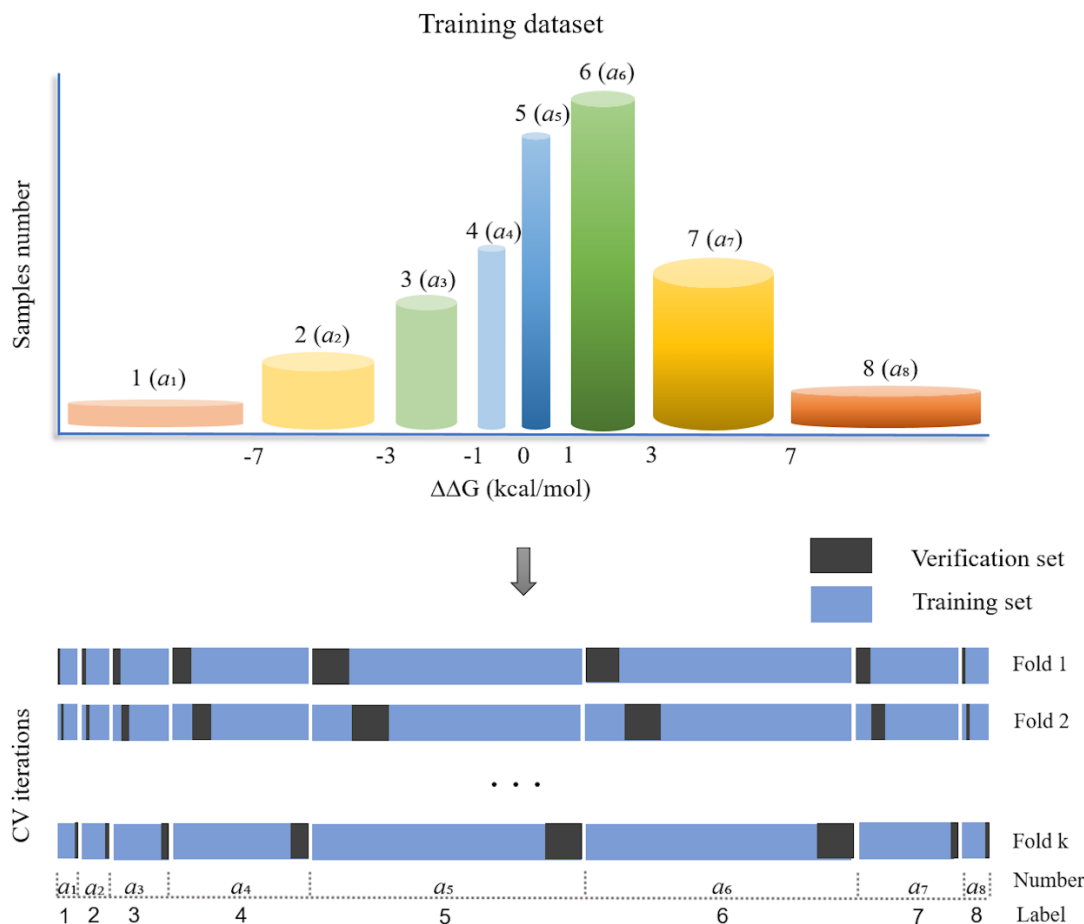 Training dataset
Samples number
1 (a₁)
2 (a₂)
3 (a₃)
4 (a₄)
5 (a₅)
6 (a₆)
7 (a₇)
8 (a₈)
-7 -3 -1 0 1 3 7
ΔΔG (kcal/mol)
Verification set
Training set
CV iterations
Fold 1
Fold 2
. . .
Fold k
a₁ a₂ a₃ a₄ a₅ a₆ a₇ a₈ Number
1 2 3 4 5 6 7 8 Label